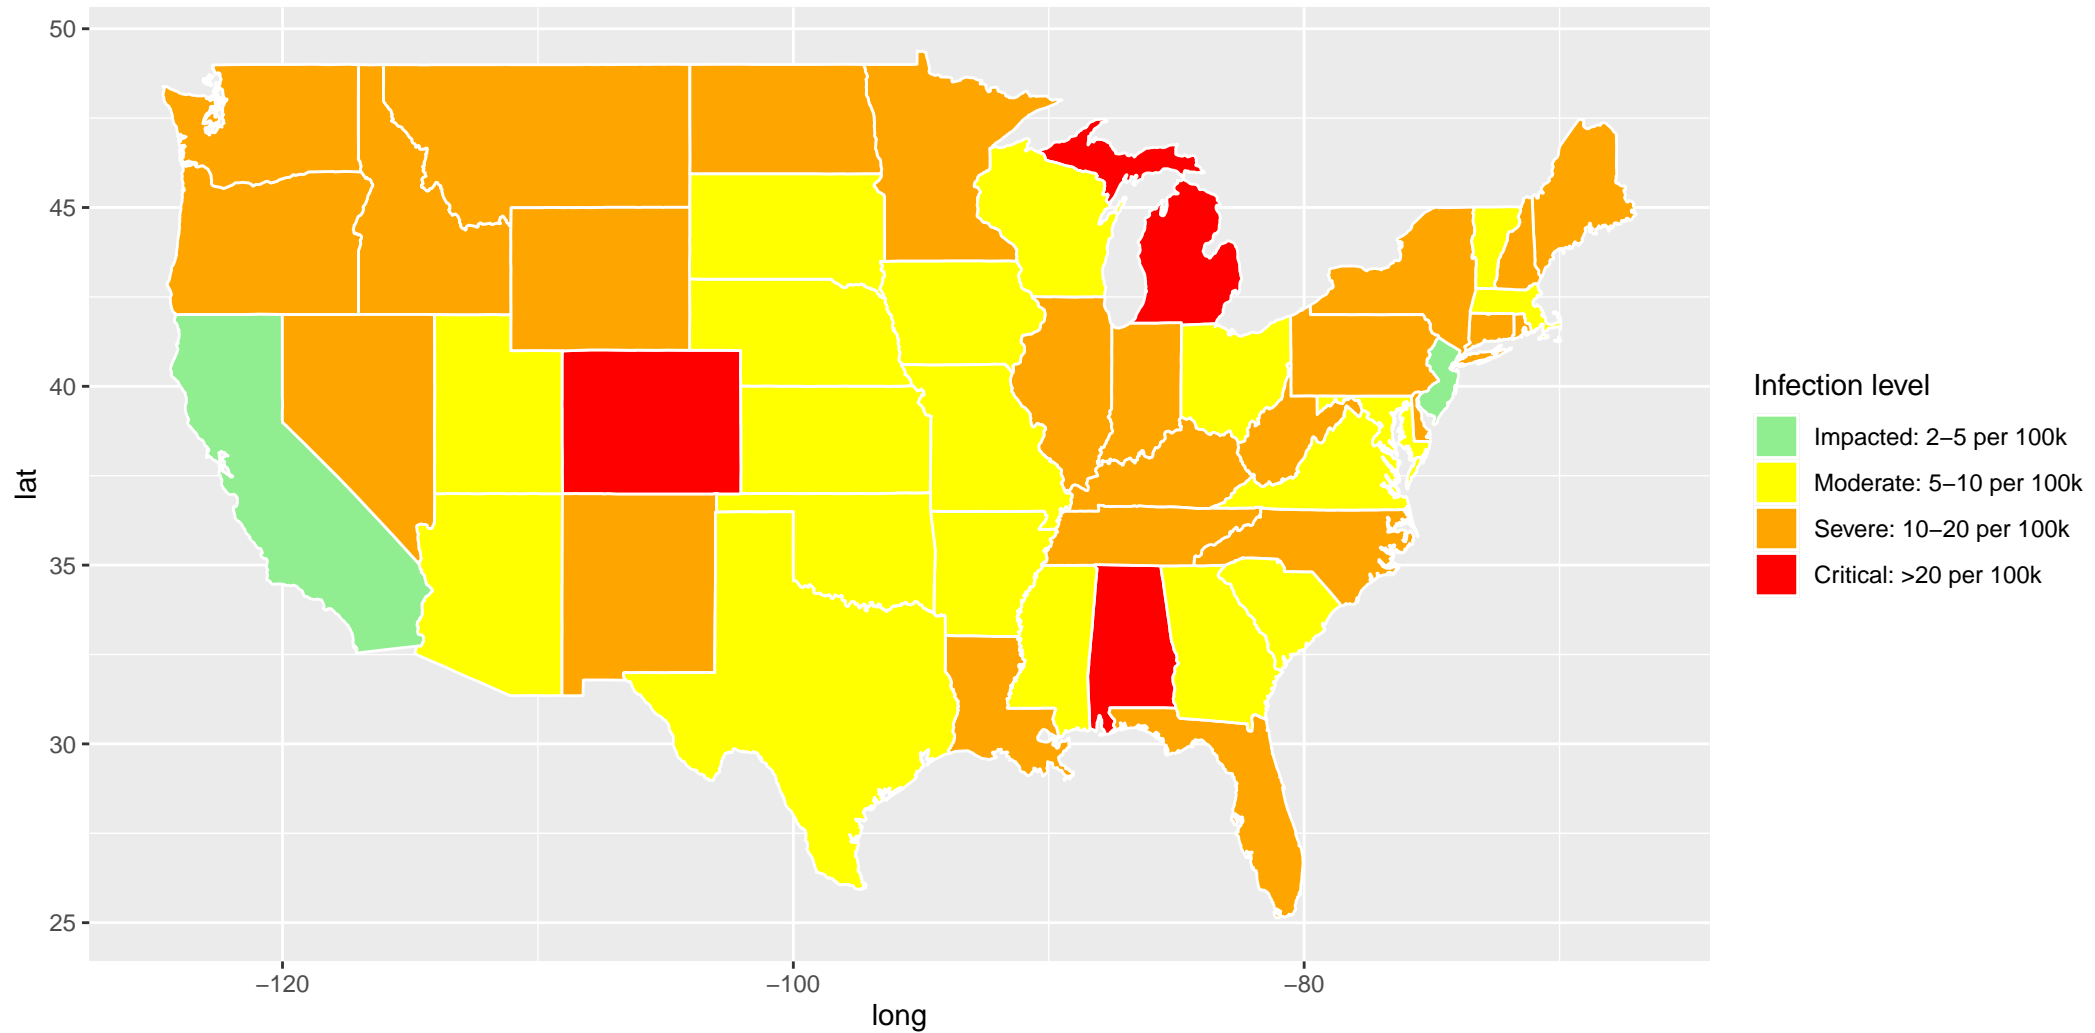 50
45
40
35
30
25
lat
−120
−100
−80
long
Infection level
Impacted: 2−5 per 100k
Moderate: 5−10 per 100k
Severe: 10−20 per 100k
Critical: >20 per 100k